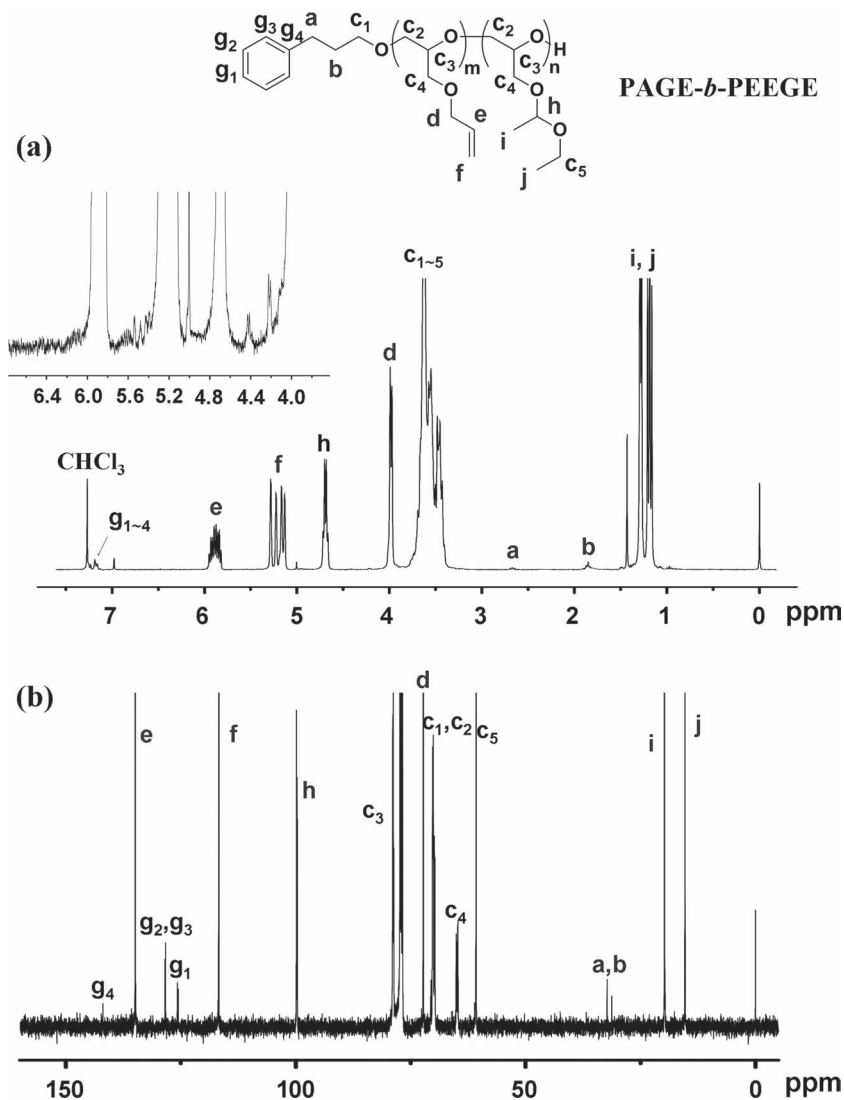 g₃ a c₁ c₂ O c₂ O H
g₂ g₄ O c₃ m c₃ n
g₁ b c₄ O c₄ O h
PAGE-b-PEEGE
d e i O
f j c₅
(a)
c₁~₅ i, j
d
6.4 6.0 5.6 5.2 4.8 4.4 4.0
CHCl₃ f h
g₁~₄ e a b
7 6 5 4 3 2 1 0 ppm
(b)
d
e f c₁,c₂ c₅ i j
h
c₃
g₂,g₃ c₄
g₄ g₁ a,b
150 100 50 0 ppm